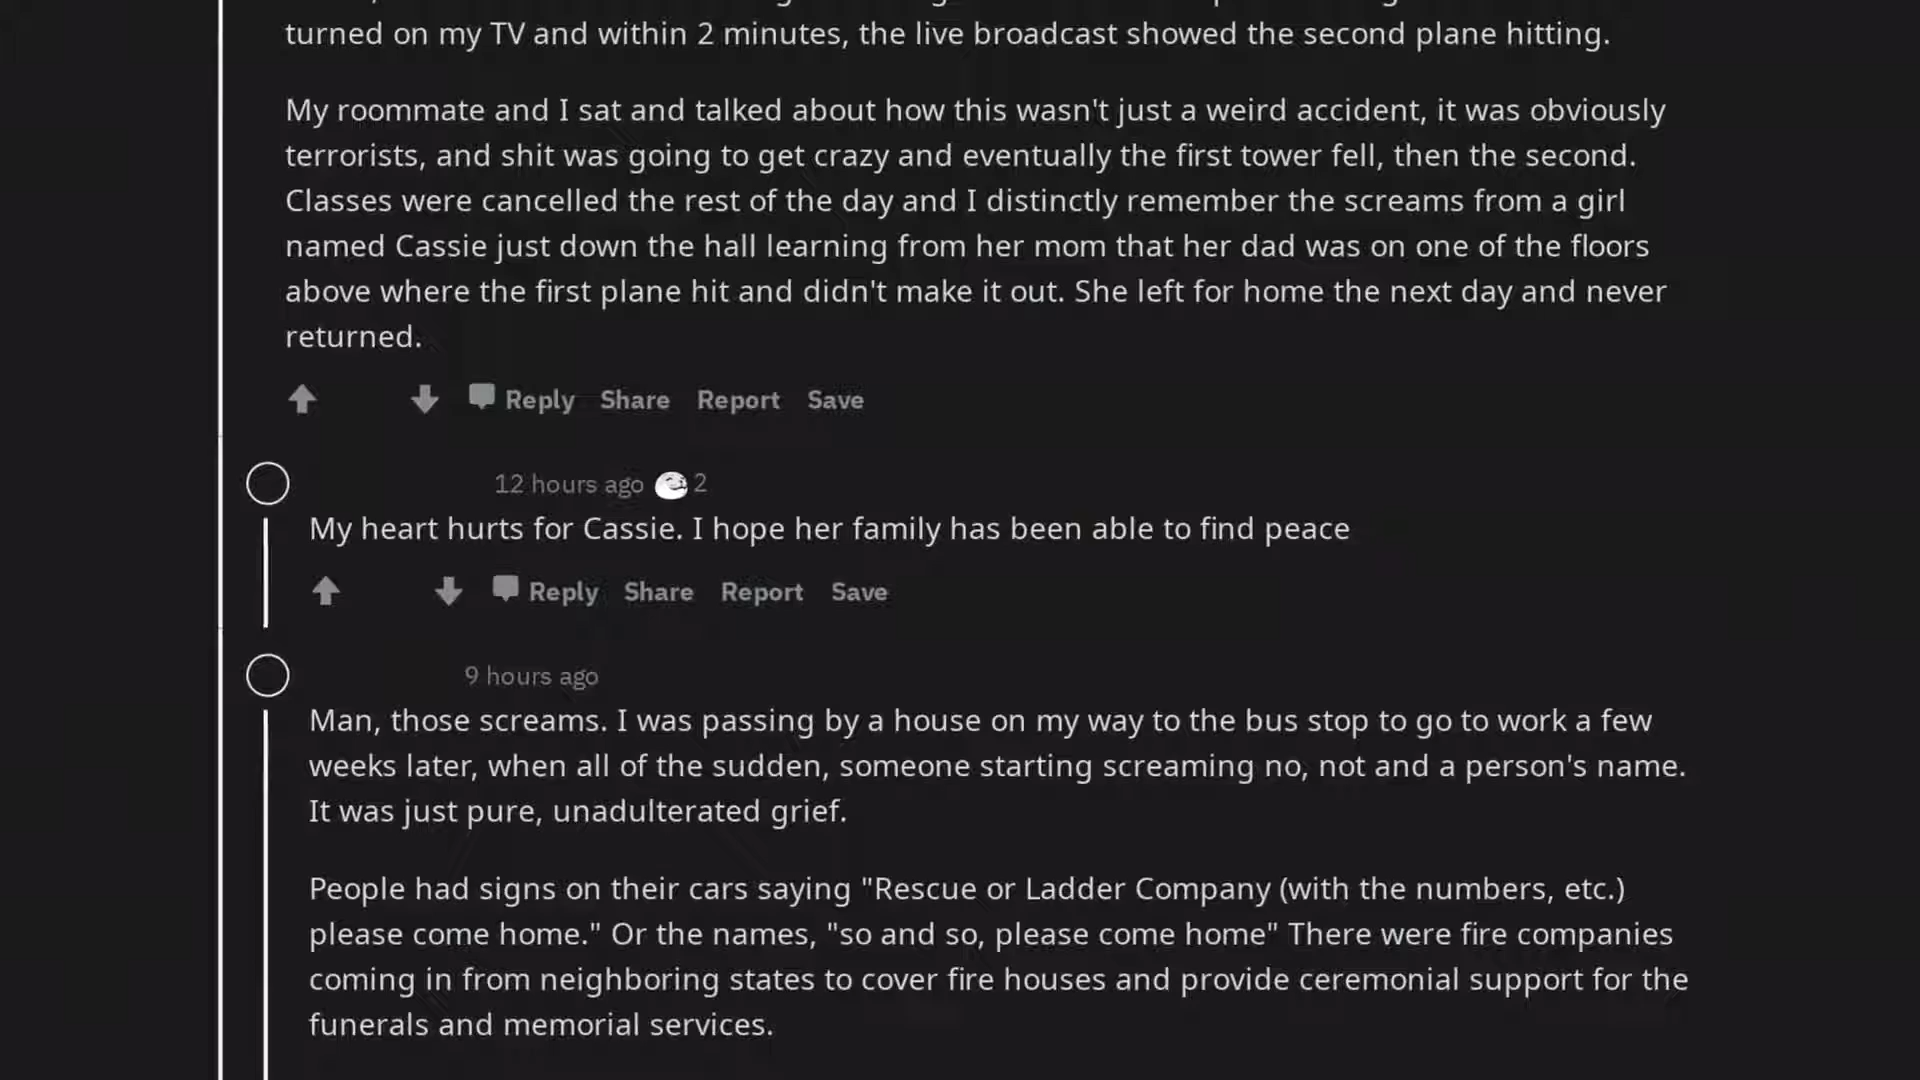 turned on my TV and within 2 minutes, the live broadcast showed the second plane hitting.
My roommate and I sat and talked about how this wasn't just a weird accident, it was obviously
terrorists, and shit was going to get crazy and eventually the first tower fell, then the second.
Classes were cancelled the rest of the day and I distinctly remember the screams from a girl
named Cassie just down the hall learning from her mom that her dad was on one of the floors
above where the first plane hit and didn't make it out. She left for home the next day and never
returned.
Reply Share Report Save
12 hours ago 2
My heart hurts for Cassie. I hope her family has been able to find peace
Reply Share Report Save
9 hours ago
Man, those screams. I was passing by a house on my way to the bus stop to go to work a few
weeks later, when all of the sudden, someone starting screaming no, not and a person's name.
It was just pure, unadulterated grief.
People had signs on their cars saying "Rescue or Ladder Company (with the numbers, etc.)
please come home." Or the names, "so and so, please come home" There were fire companies
coming in from neighboring states to cover fire houses and provide ceremonial support for the
funerals and memorial services.